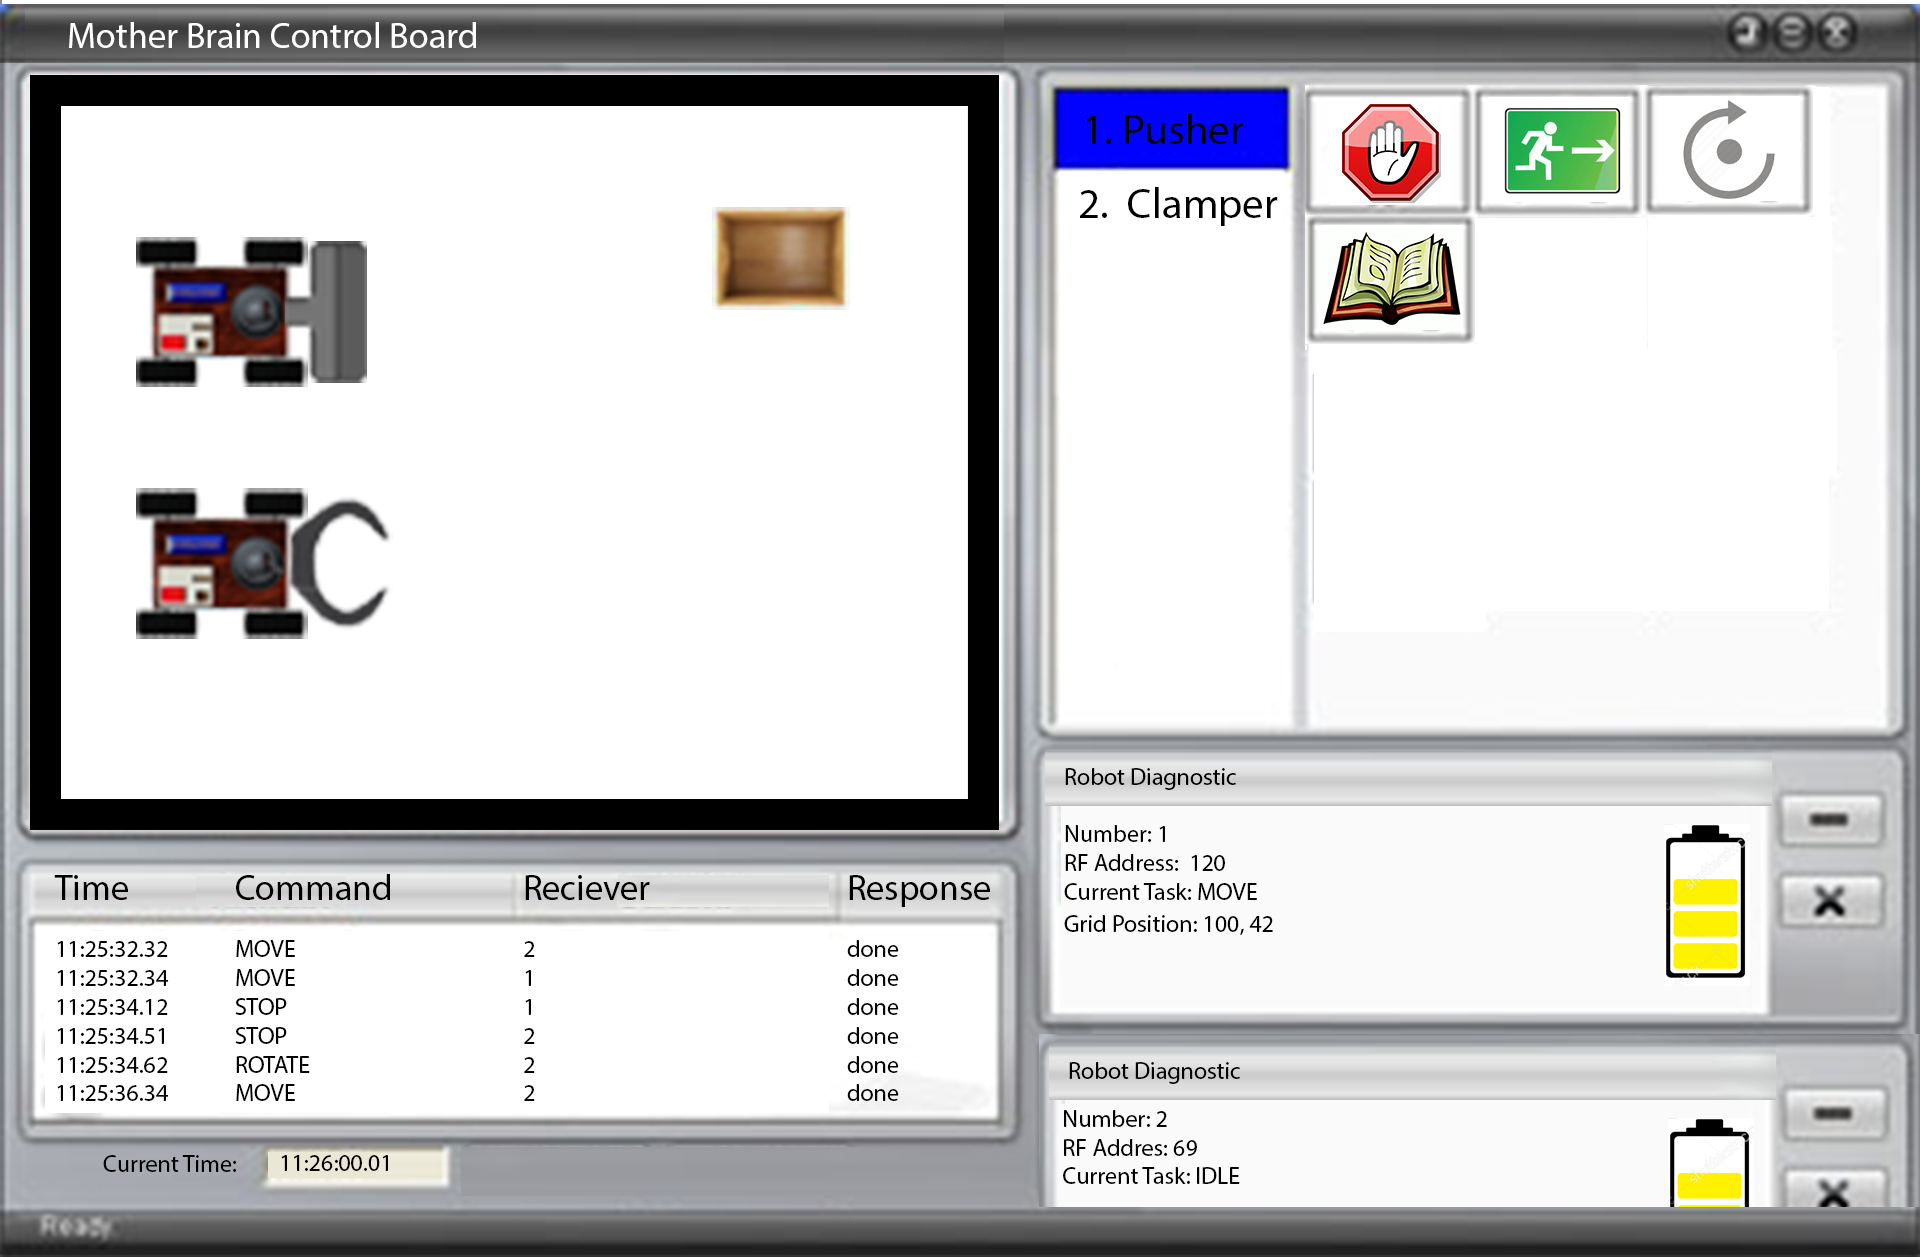 Mother Brain Control Board
1. Pusher
2. Clamper
Robot Diagnostic
Number: 1
RF Address: 120
Current Task: MOVE
Grid Position: 100, 42
Time Command Reciever Response
11:25:32.32 MOVE 2 done
11:25:32.34 MOVE 1 done
11:25:34.12 STOP 1 done
11:25:34.51 STOP 2 done
11:25:34.62 ROTATE 2 done
11:25:36.34 MOVE 2 done
Current Time: 11:26:00.01
Robot Diagnostic
Number: 2
RF Addres: 69
Current Task: IDLE
Ready.